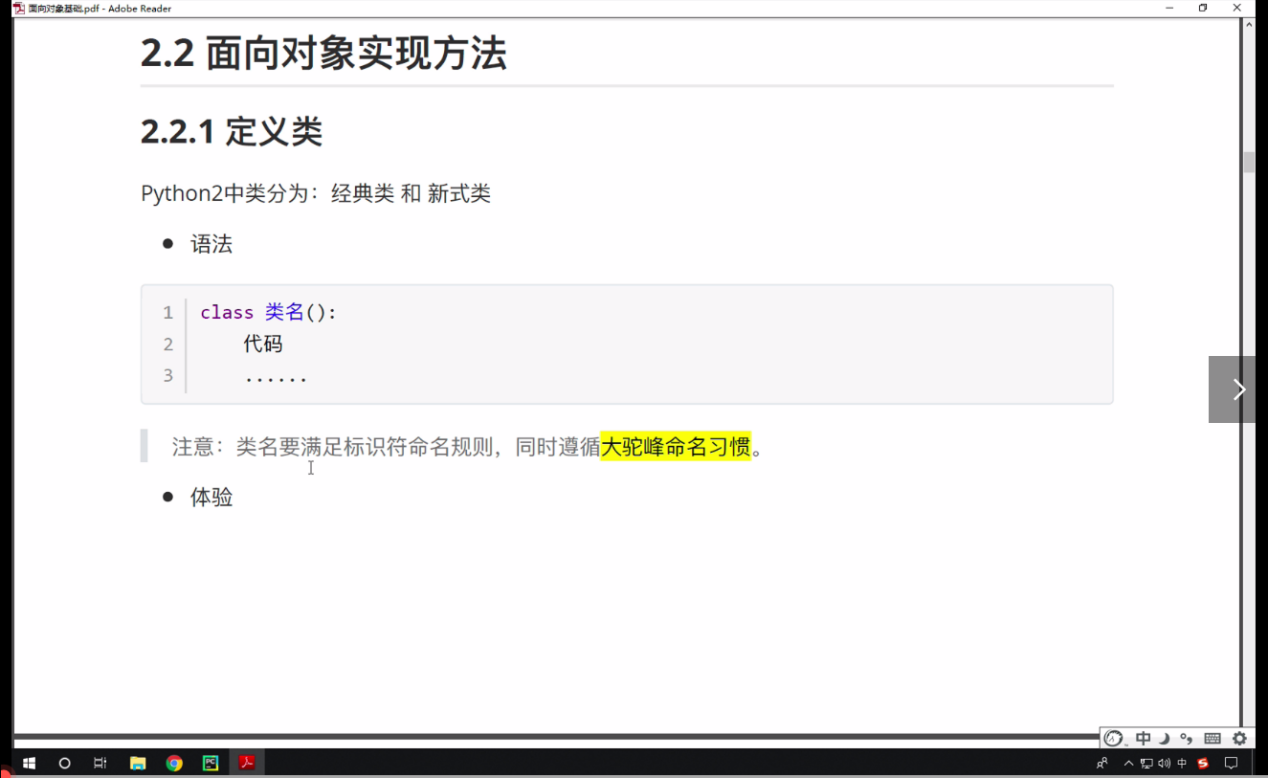 面向对象基础.pdf - Adobe Reader
2.2 面向对象实现方法
2.2.1 定义类
Python2中类分为：经典类 和 新式类
语法
1 class 类名():
2 代码
3 ......
注意：类名要满足标识符命名规则，同时遵循大驼峰命名习惯。
体验
中
中